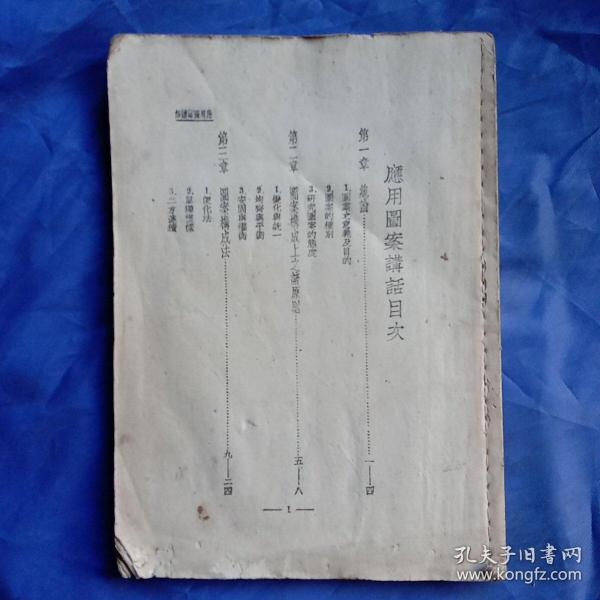 應用圖案講話目次
第一章 總論……一—四
1.圖案之意義及目的
2.圖案的種別
3.研究圖案的態度
第二章 圖案構成上之諸原則……五—八
1.變化與統一
2.均齊與平衡
3.安固與權衡
第三章 圖案構成法……九—二四
1.便化法
2.單獨模樣
3.二方連續
— 1 —
孔夫子旧书网
www.kongfz.com